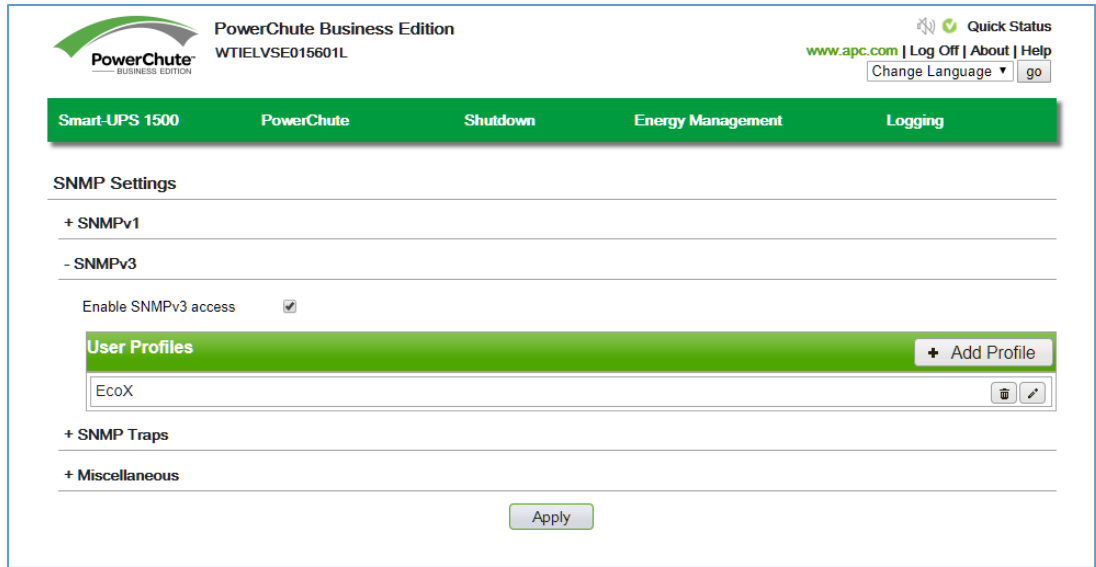 PowerChute Business Edition
Quick Status
PowerChute™
BUSINESS EDITION
WTIELVSE015601L
www.apc.com | Log Off | About | Help
Change Language ▼ go
Smart-UPS 1500 PowerChute Shutdown Energy Management Logging
SNMP Settings
+ SNMPv1
- SNMPv3
Enable SNMPv3 access
User Profiles + Add Profile
EcoX
+ SNMP Traps
+ Miscellaneous
Apply